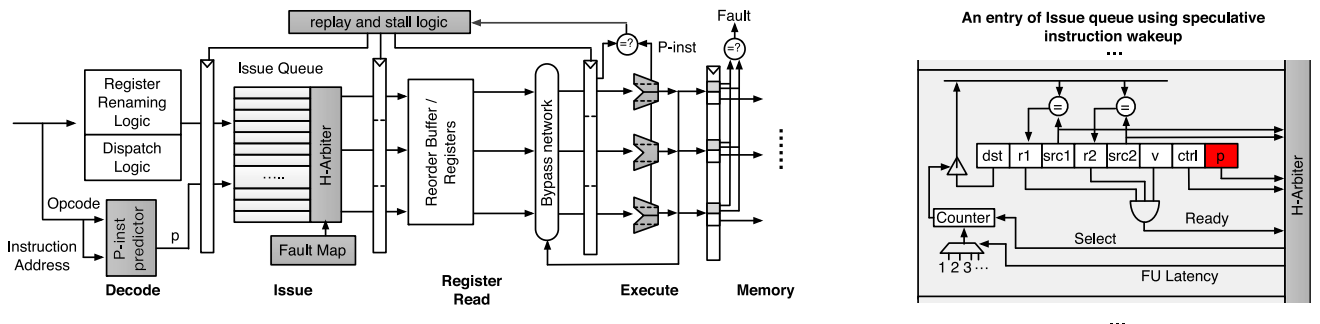 replay and stall logic
Fault
=?
=?
P-inst
Issue Queue
Register
Renaming
Logic
Dispatch
Logic
.....
H-Arbiter
Reorder Buffer /
Registers
Bypass network
Opcode
Instruction
Address
P-inst
predictor
p
Fault Map
Decode
Issue
Register
Read
Execute
Memory
......
An entry of Issue queue using speculative
instruction wakeup
...
=
=
dst r1 src1 r2 src2 v ctrl p
Counter
1 2 3 ...
Ready
Select
FU Latency
H-Arbiter
...